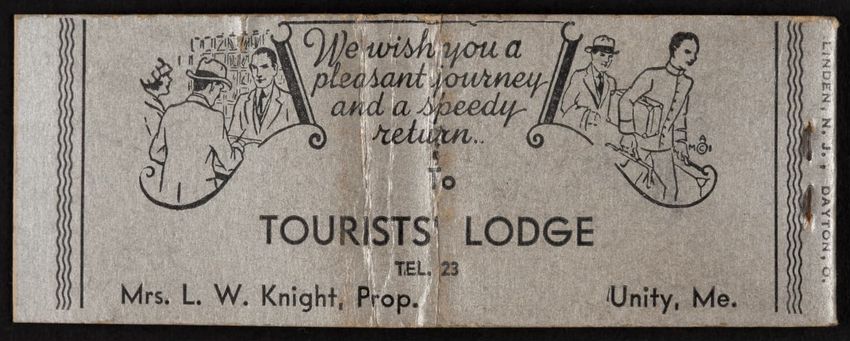 We wish you a
pleasant journey
and a speedy
return..
To
TOURISTS' LODGE
TEL. 23
Mrs. L. W. Knight, Prop. Unity, Me.
LINDEN, N. J., DAYTON, O.